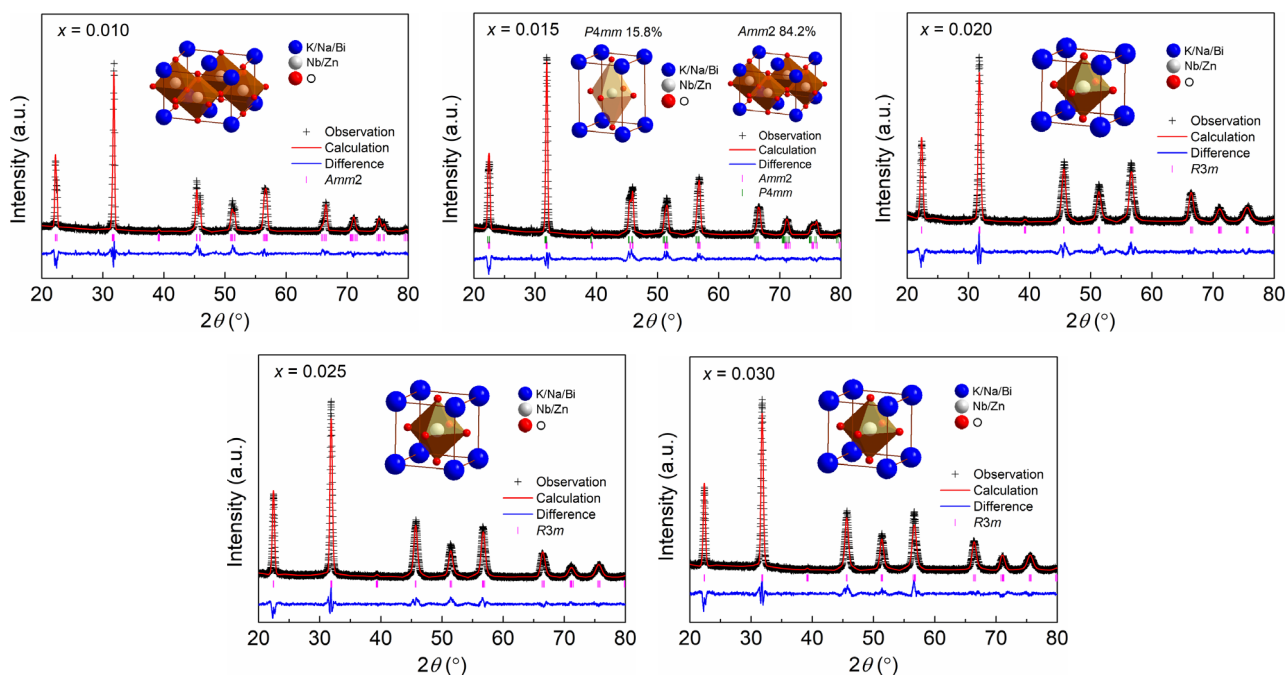 x = 0.010
K/Na/Bi
Nb/Zn
O
Observation
Calculation
Difference
Amm2
Intensity (a.u.)
20 30 40 50 60 70 80
2θ (°)
x = 0.015
P4mm 15.8%
Amm2 84.2%
K/Na/Bi
Nb/Zn
O
K/Na/Bi
Nb/Zn
O
Observation
Calculation
Difference
Amm2
P4mm
Intensity (a.u.)
20 30 40 50 60 70 80
2θ (°)
x = 0.020
K/Na/Bi
Nb/Zn
O
Observation
Calculation
Difference
R3m
Intensity (a.u.)
20 30 40 50 60 70 80
2θ (°)
x = 0.025
K/Na/Bi
Nb/Zn
O
Observation
Calculation
Difference
R3m
Intensity (a.u.)
20 30 40 50 60 70 80
2θ (°)
x = 0.030
K/Na/Bi
Nb/Zn
O
Observation
Calculation
Difference
R3m
Intensity (a.u.)
20 30 40 50 60 70 80
2θ (°)